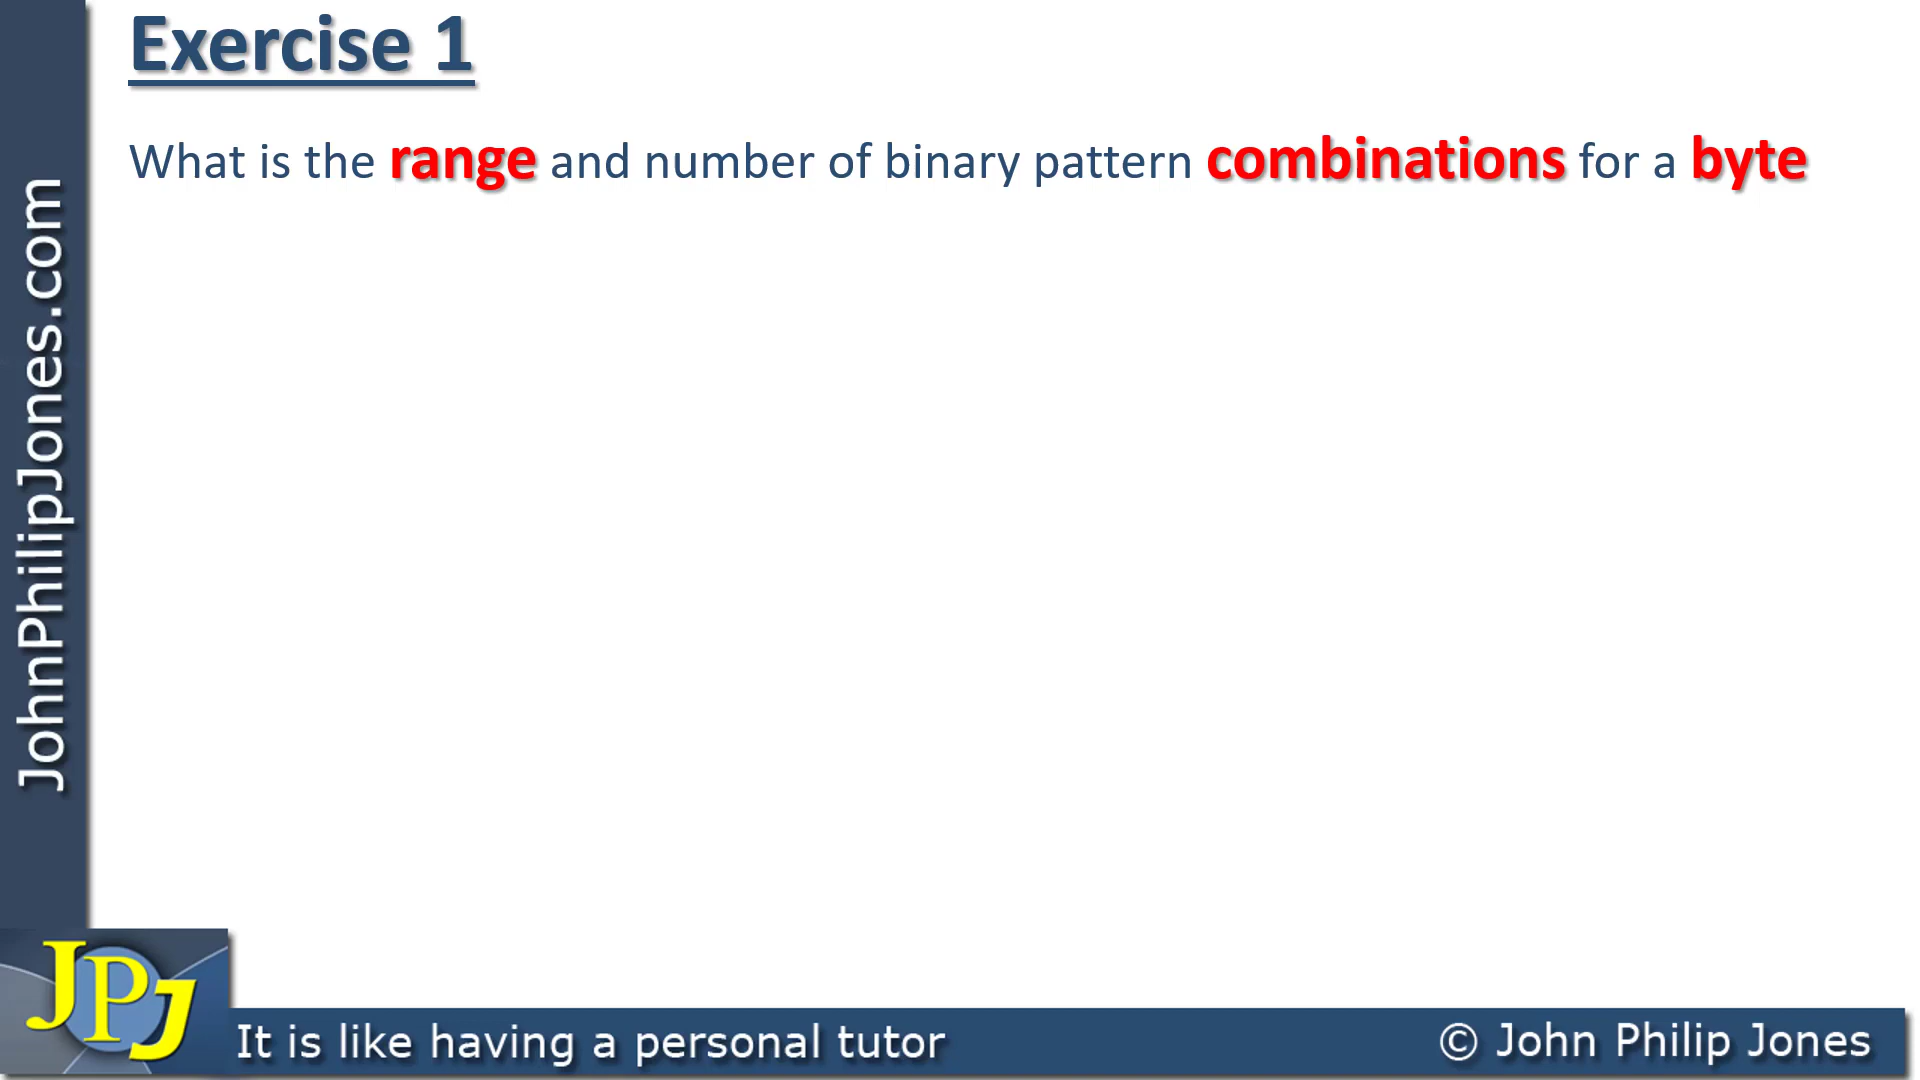 Exercise 1
What is the range and number of binary pattern combinations for a byte
JohnPhilipJones.com
JPJ
It is like having a personal tutor
© John Philip Jones